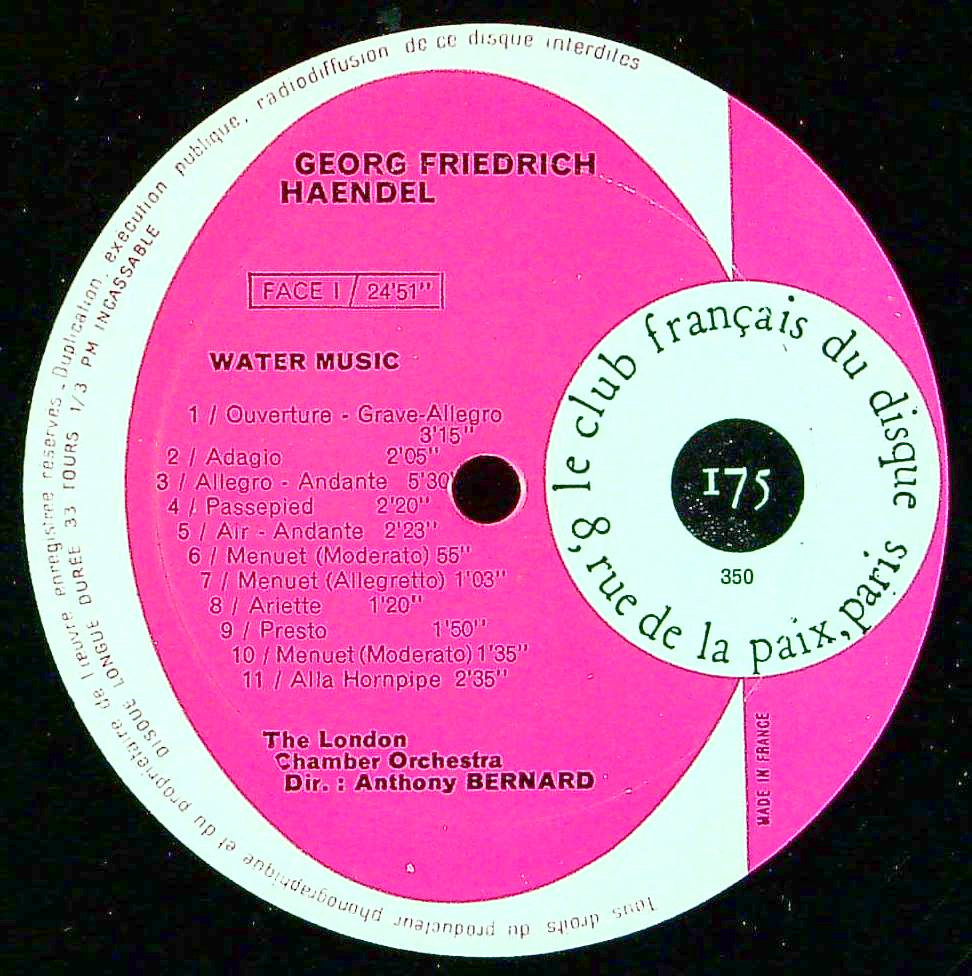 GEORG FRIEDRICH
HAENDEL
FACE I / 24'51"
WATER MUSIC
1 / Ouverture - Grave-Allegro
3'15"
2 / Adagio 2'05"
3 / Allegro - Andante 5'30
4 / Passepied 2'20"
5 / Air - Andante 2'23"
6 / Menuet (Moderato) 55"
7 / Menuet (Allegretto) 1'03"
8 / Ariette 1'20"
9 / Presto 1'50"
10 / Menuet (Moderato) 1'35"
11 / Alla Hornpipe 2'35"
The London
Chamber Orchestra
Dir. : Anthony BERNARD
le club français du disque
8, rue de la paix, paris
175
350
MADE IN FRANCE
Tous droits du producteur phonographique et du propriétaire de l'œuvre enregistrée réservés - Duplication, exécution publique, radiodiffusion de ce disque interdites
DISQUE LONGUE DURÉE 33 TOURS 1/3 PM INCASSABLE